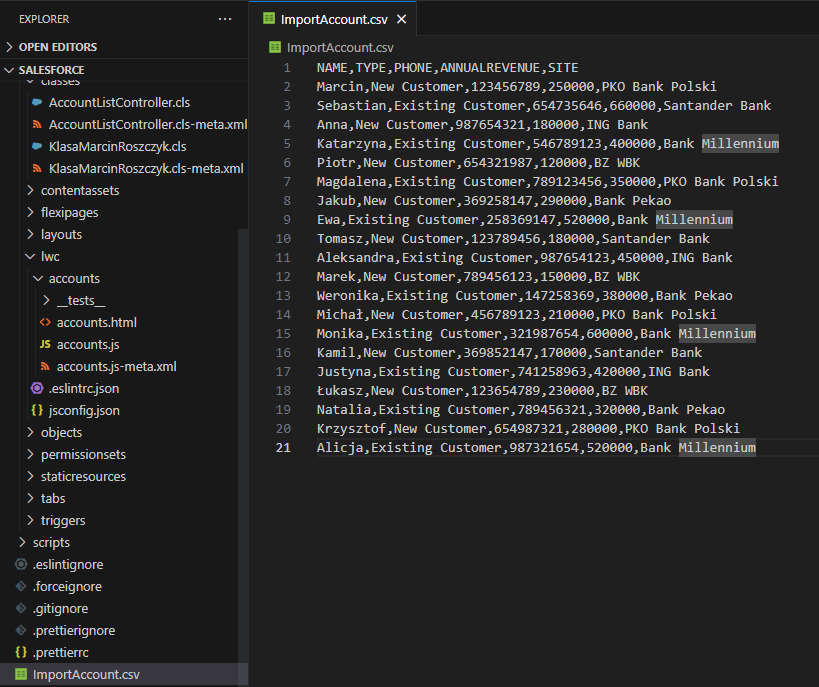 EXPLORER
OPEN EDITORS
SALESFORCE
classes
AccountListController.cls
AccountListController.cls-meta.xml
KlasaMarcinRoszczyk.cls
KlasaMarcinRoszczyk.cls-meta.xml
contentassets
flexipages
layouts
lwc
accounts
__tests__
accounts.html
JS accounts.js
accounts.js-meta.xml
.eslintrc.json
{} jsconfig.json
objects
permissionsets
staticresources
tabs
triggers
scripts
.eslintignore
.forceignore
.gitignore
.prettierignore
{} .prettierrc
ImportAccount.csv
ImportAccount.csv
ImportAccount.csv
1 NAME,TYPE,PHONE,ANNUALREVENUE,SITE
2 Marcin,New Customer,123456789,250000,PKO Bank Polski
3 Sebastian,Existing Customer,654735646,660000,Santander Bank
4 Anna,New Customer,987654321,180000,ING Bank
5 Katarzyna,Existing Customer,546789123,400000,Bank Millennium
6 Piotr,New Customer,654321987,120000,BZ WBK
7 Magdalena,Existing Customer,789123456,350000,PKO Bank Polski
8 Jakub,New Customer,369258147,290000,Bank Pekao
9 Ewa,Existing Customer,258369147,520000,Bank Millennium
10 Tomasz,New Customer,123789456,180000,Santander Bank
11 Aleksandra,Existing Customer,987654123,450000,ING Bank
12 Marek,New Customer,789456123,150000,BZ WBK
13 Weronika,Existing Customer,147258369,380000,Bank Pekao
14 Michał,New Customer,456789123,210000,PKO Bank Polski
15 Monika,Existing Customer,321987654,600000,Bank Millennium
16 Kamil,New Customer,369852147,170000,Santander Bank
17 Justyna,Existing Customer,741258963,420000,ING Bank
18 Łukasz,New Customer,123654789,230000,BZ WBK
19 Natalia,Existing Customer,789456321,320000,Bank Pekao
20 Krzysztof,New Customer,654987321,280000,PKO Bank Polski
21 Alicja,Existing Customer,987321654,520000,Bank Millennium